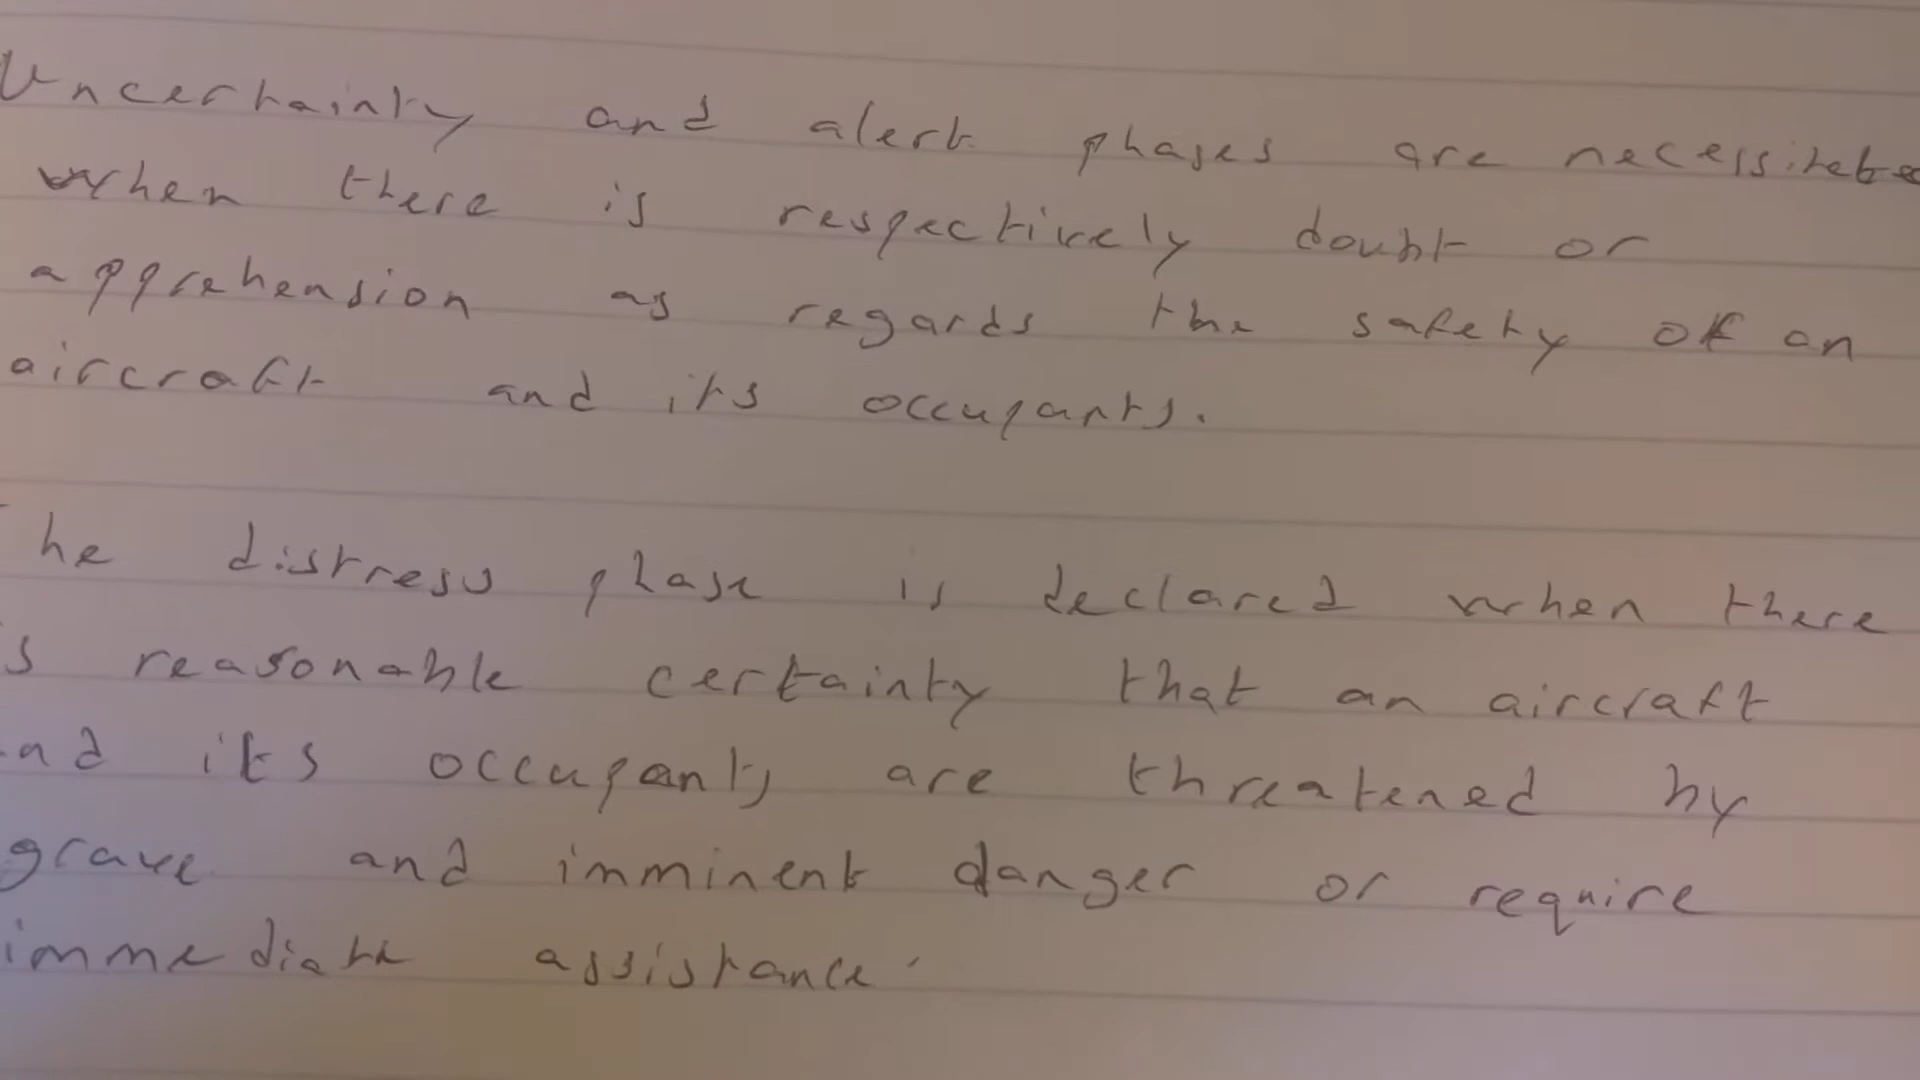 Uncertainty and alert phases are necessitate
when there is respectively doubt or
apprehension as regards the safety of an
aircraft and its occupants.
he distress phase is declared when there
s reasonable certainty that an aircraft
nd its occupants are threatened by
grave and imminent danger or require
immediate assistance.